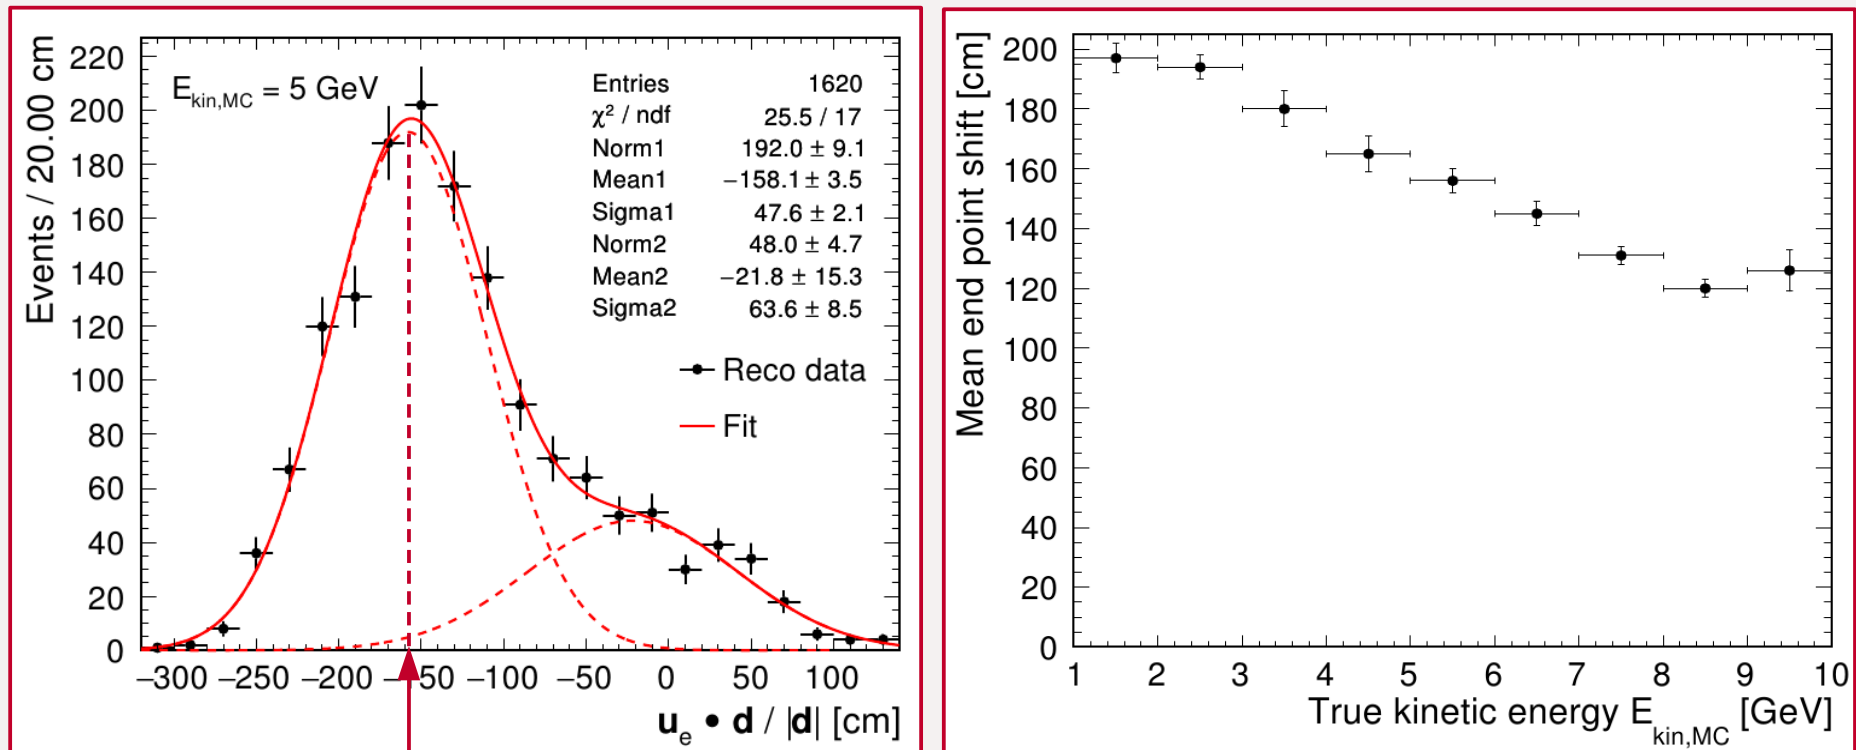 Events / 20.00 cm
220
200
180
160
140
120
100
80
60
40
20
0
E_kin,MC = 5 GeV
Entries 1620
χ² / ndf 25.5 / 17
Norm1 192.0 ± 9.1
Mean1 −158.1 ± 3.5
Sigma1 47.6 ± 2.1
Norm2 48.0 ± 4.7
Mean2 −21.8 ± 15.3
Sigma2 63.6 ± 8.5
Reco data
Fit
−300 −250 −200 −100 −50 0 50 100
u_e • d / |d| [cm]
Mean end point shift [cm]
200
180
160
140
120
100
80
60
40
20
0
1 2 3 4 5 6 7 8 9 10
True kinetic energy E_kin,MC [GeV]